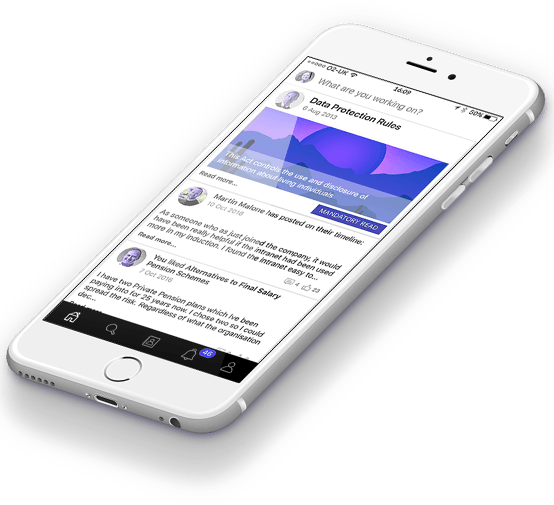 O2-UK 16:09 50%
What are you working on?
Data Protection Rules
6 Aug 2013
This Act controls the use and disclosure of
information about living individuals
Read more...
MANDATORY READ
Martin Malone has posted on their timeline:
10 Oct 2016
As someone who as just joined the company, it would
have been really helpful if the intranet had been used
more in my induction. I found the intranet easy to...
Read more...
4 23
You liked Alternatives to Final Salary
Pension Schemes
7 Oct 2016
I have two Private Pension plans which Ive been
paying into for 25 years now. I chose two so I could
spread the risk. Regardless of what the organisation
dec...
46